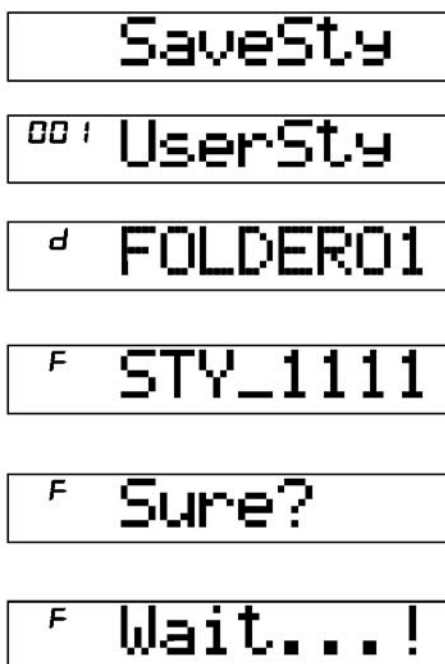 SaveSty
001 UserSty
d FOLDER01
F STY_1111
F Sure?
F Wait...!